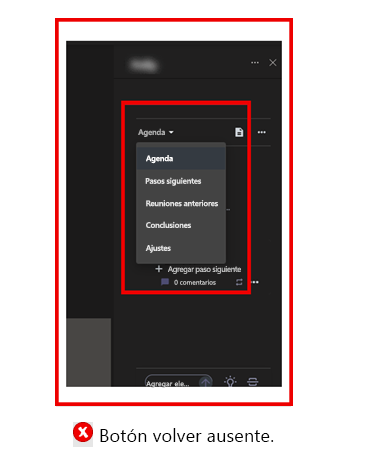 Agenda
Agenda
Pasos siguientes
Reuniones anteriores
Conclusiones
Ajustes
Agregar paso siguiente
0 comentarios
Agregar ele...
Botón volver ausente.